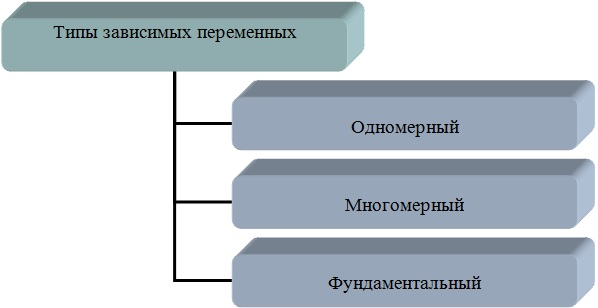 Типы зависимых переменных
Одномерный
Многомерный
Фундаментальный